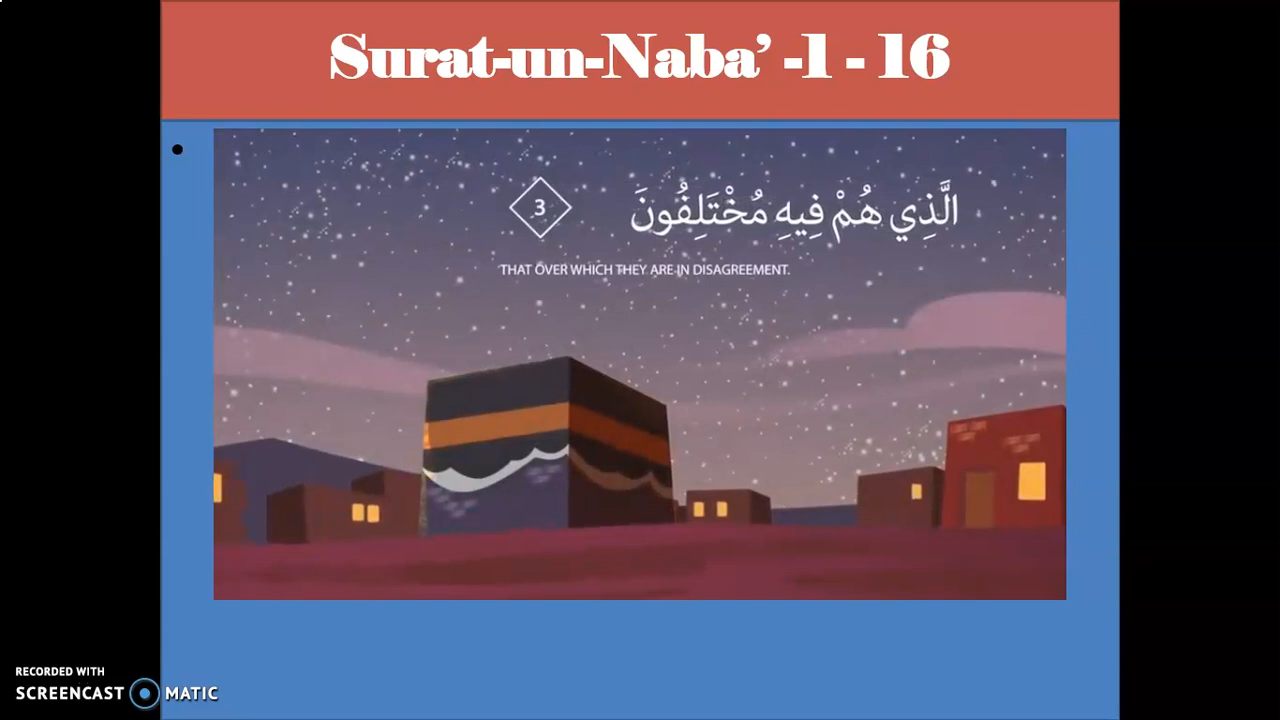 Surat-un-Naba’ -1 - 16
الَّذِي هُمْ فِيهِ مُخْتَلِفُونَ 3
THAT OVER WHICH THEY ARE IN DISAGREEMENT.
RECORDED WITH
SCREENCAST MATIC